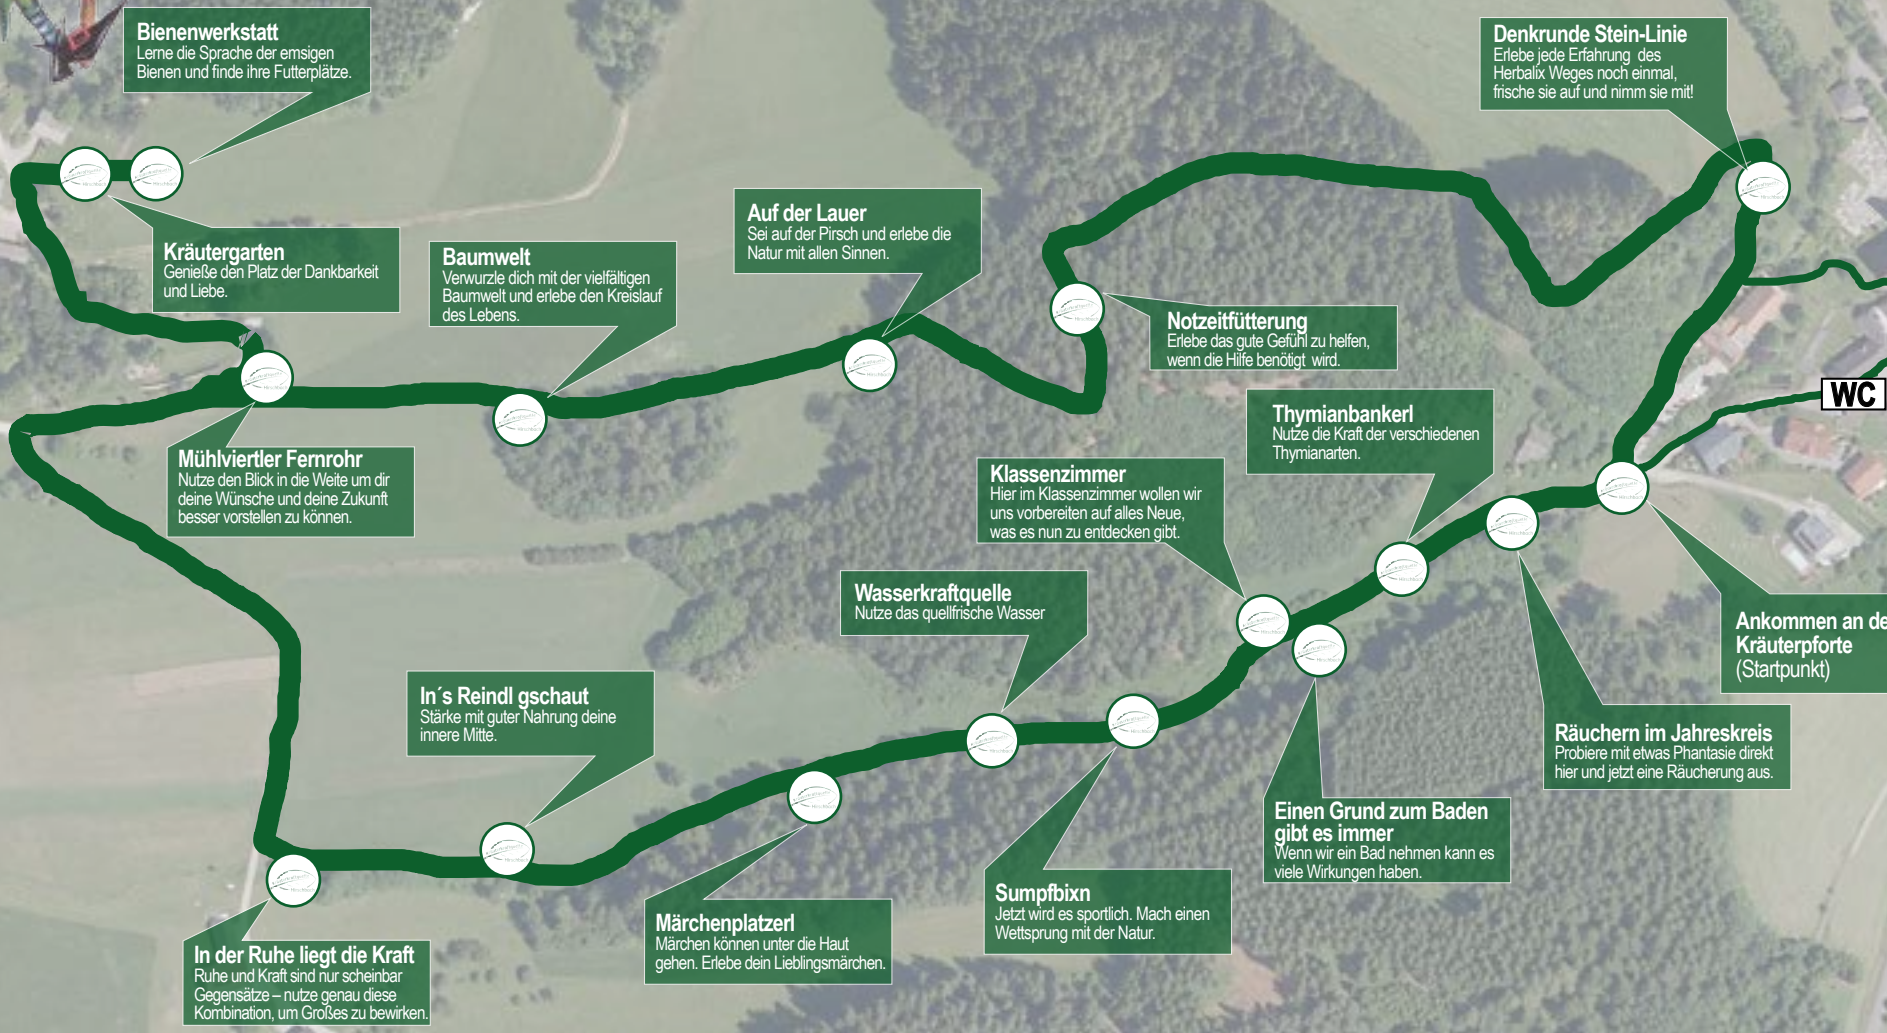 Bienenwerkstatt
Lerne die Sprache der emsigen
Bienen und finde ihre Futterplätze.
Denkrunde Stein-Linie
Erlebe jede Erfahrung des
Herbalix Weges noch einmal,
frische sie auf und nimm sie mit!
Kräutergarten
Genieße den Platz der Dankbarkeit
und Liebe.
Baumwelt
Verwurzle dich mit der vielfältigen
Baumwelt und erlebe den Kreislauf
des Lebens.
Auf der Lauer
Sei auf der Pirsch und erlebe die
Natur mit allen Sinnen.
Notzeitfütterung
Erlebe das gute Gefühl zu helfen,
wenn die Hilfe benötigt wird.
WC
Mühlviertler Fernrohr
Nutze den Blick in die Weite um dir
deine Wünsche und deine Zukunft
besser vorstellen zu können.
Thymianbankerl
Nutze die Kraft der verschiedenen
Thymianarten.
Klassenzimmer
Hier im Klassenzimmer wollen wir
uns vorbereiten auf alles Neue,
was es nun zu entdecken gibt.
Wasserkraftquelle
Nutze das quellfrische Wasser
Ankommen an de
Kräuterpforte
(Startpunkt)
In´s Reindl gschaut
Stärke mit guter Nahrung deine
innere Mitte.
Räuchern im Jahreskreis
Probiere mit etwas Phantasie direkt
hier und jetzt eine Räucherung aus.
Einen Grund zum Baden
gibt es immer
Wenn wir ein Bad nehmen kann es
viele Wirkungen haben.
Sumpfbixn
Jetzt wird es sportlich. Mach einen
Wettsprung mit der Natur.
Märchenplatzerl
Märchen können unter die Haut
gehen. Erlebe dein Lieblingsmärchen.
In der Ruhe liegt die Kraft
Ruhe und Kraft sind nur scheinbar
Gegensätze – nutze genau diese
Kombination, um Großes zu bewirken.